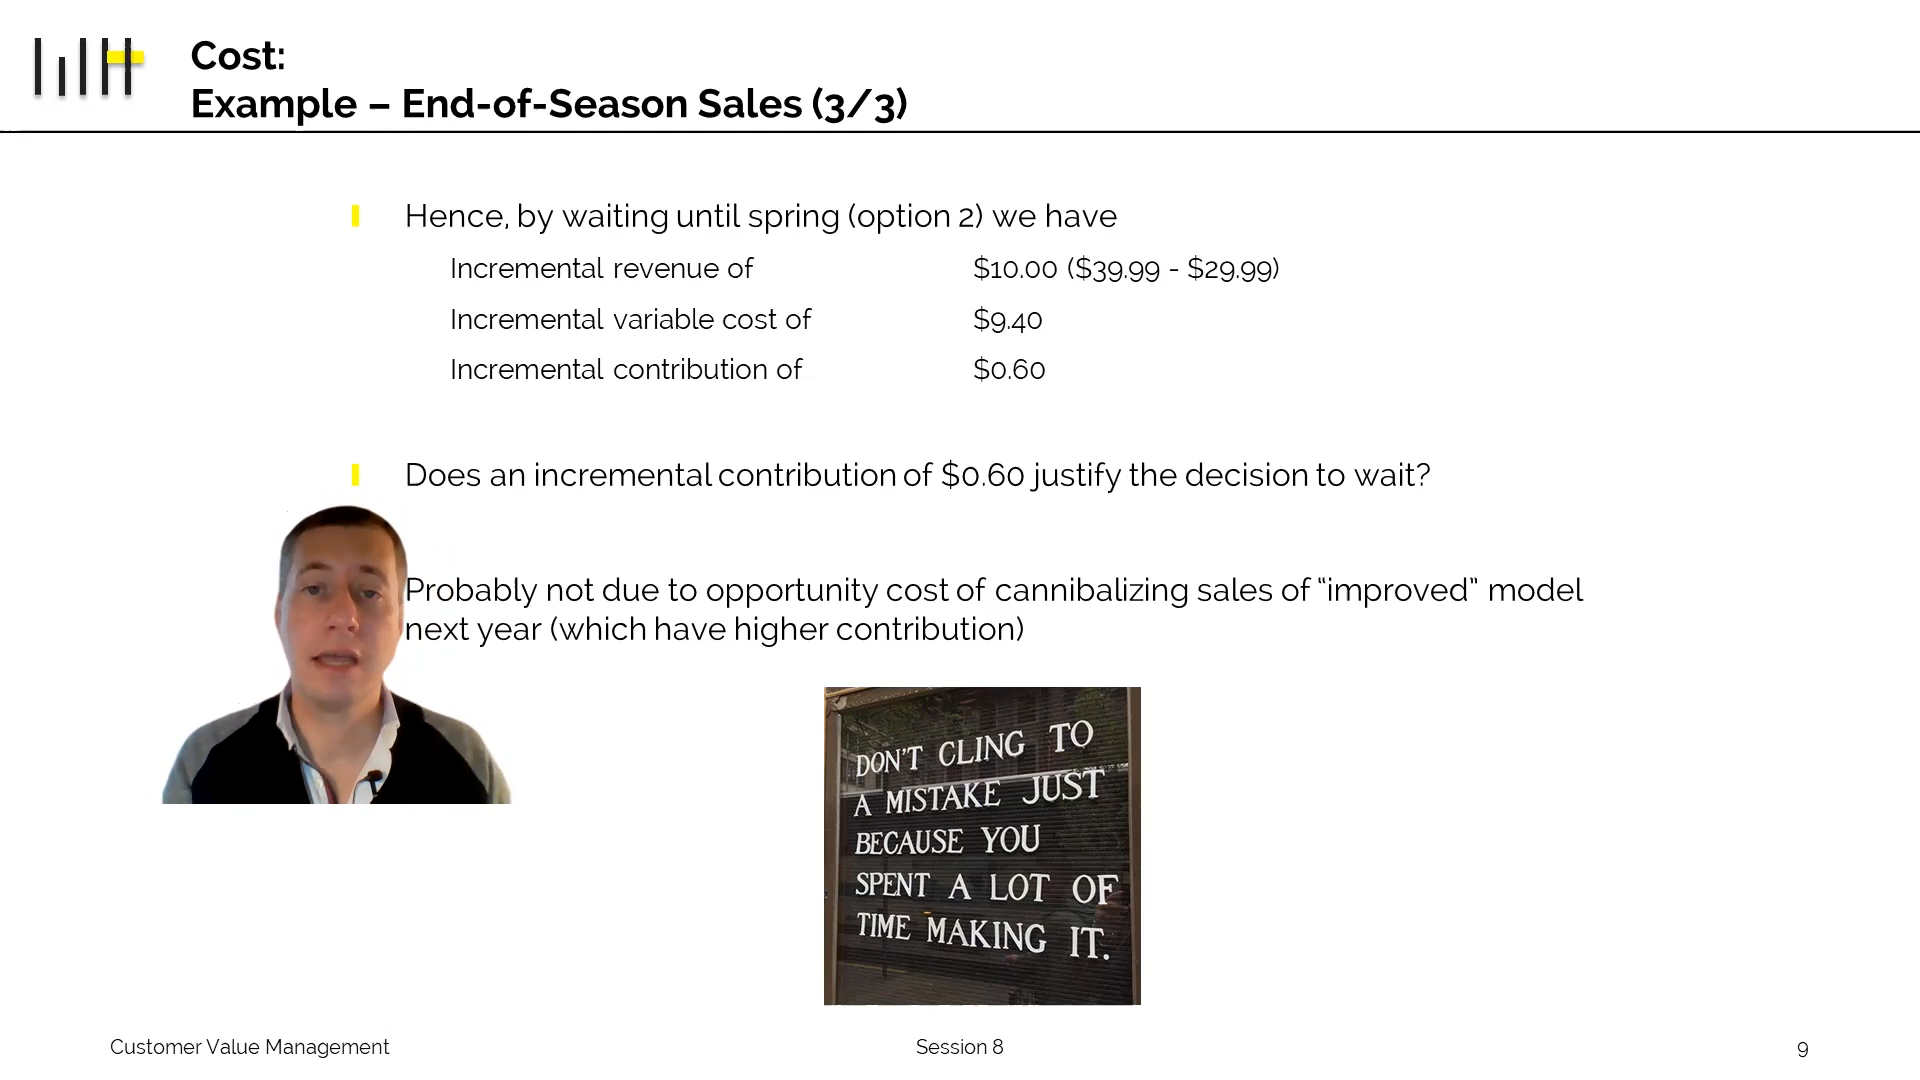 Cost:
Example – End-of-Season Sales (3/3)
Hence, by waiting until spring (option 2) we have
Incremental revenue of $10.00 ($39.99 - $29.99)
Incremental variable cost of $9.40
Incremental contribution of $0.60
Does an incremental contribution of $0.60 justify the decision to wait?
Probably not due to opportunity cost of cannibalizing sales of “improved” model
next year (which have higher contribution)
DON'T CLING TO
A MISTAKE JUST
BECAUSE YOU
SPENT A LOT OF
TIME MAKING IT.
Customer Value Management Session 8 9